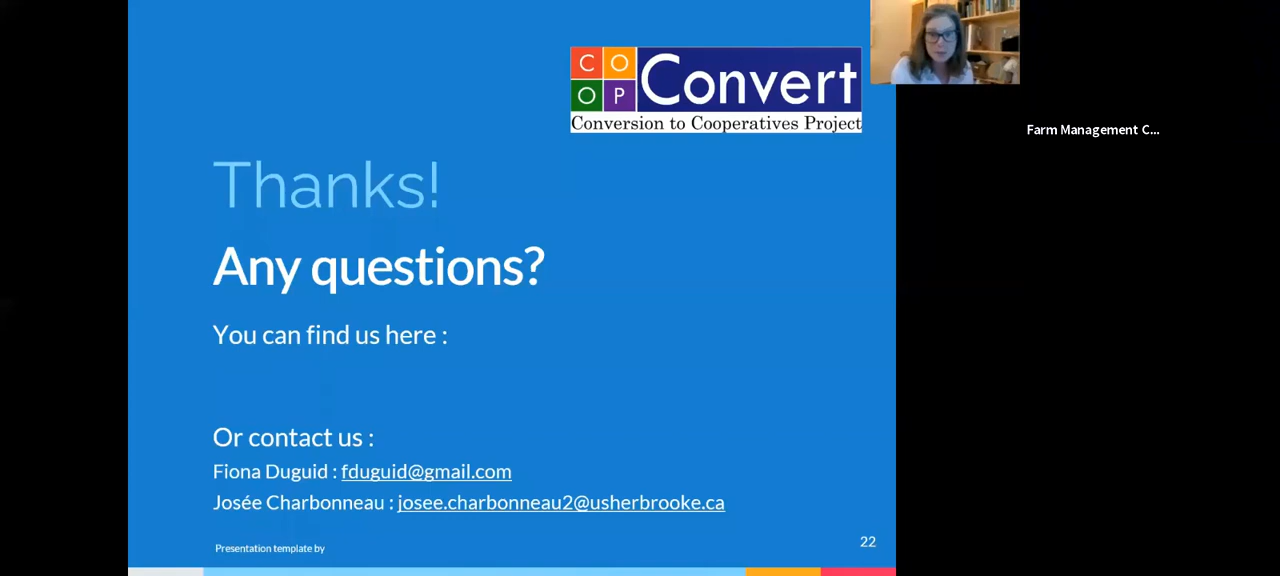 C O
O P
Convert
Conversion to Cooperatives Project
Farm Management C...
Thanks!
Any questions?
You can find us here :
Or contact us :
Fiona Duguid : fduguid@gmail.com
Josée Charbonneau : josee.charbonneau2@usherbrooke.ca
Presentation template by
22